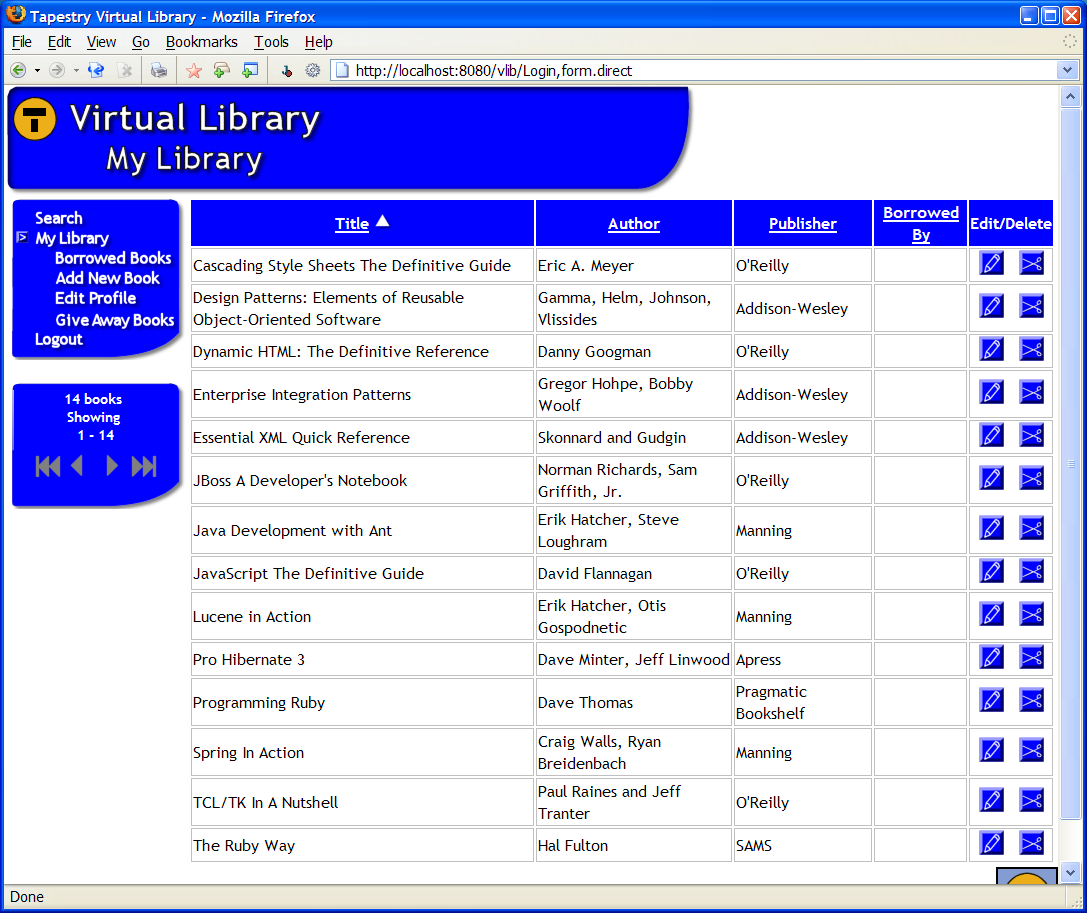 Tapestry Virtual Library - Mozilla Firefox
File Edit View Go Bookmarks Tools Help
http://localhost:8080/vlib/Login,form.direct
Virtual Library
My Library
Search
My Library
Borrowed Books
Add New Book
Edit Profile
Give Away Books
Logout
14 books
Showing
1 - 14
Title Author Publisher Borrowed By Edit/Delete
Cascading Style Sheets The Definitive Guide Eric A. Meyer O'Reilly
Design Patterns: Elements of Reusable Object-Oriented Software Gamma, Helm, Johnson, Vlissides Addison-Wesley
Dynamic HTML: The Definitive Reference Danny Googman O'Reilly
Enterprise Integration Patterns Gregor Hohpe, Bobby Woolf Addison-Wesley
Essential XML Quick Reference Skonnard and Gudgin Addison-Wesley
JBoss A Developer's Notebook Norman Richards, Sam Griffith, Jr. O'Reilly
Java Development with Ant Erik Hatcher, Steve Loughram Manning
JavaScript The Definitive Guide David Flannagan O'Reilly
Lucene in Action Erik Hatcher, Otis Gospodnetic Manning
Pro Hibernate 3 Dave Minter, Jeff Linwood Apress
Programming Ruby Dave Thomas Pragmatic Bookshelf
Spring In Action Craig Walls, Ryan Breidenbach Manning
TCL/TK In A Nutshell Paul Raines and Jeff Tranter O'Reilly
The Ruby Way Hal Fulton SAMS
Done